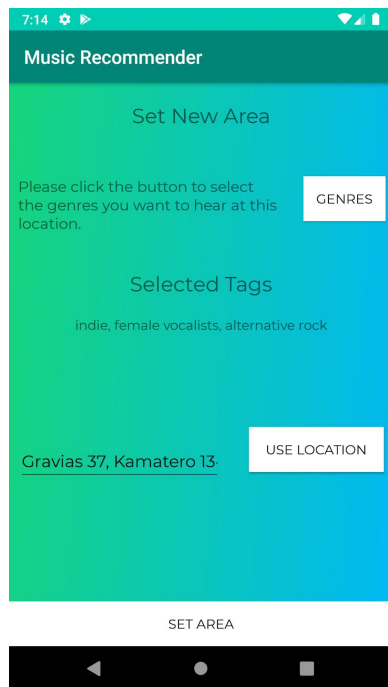 7:14
Music Recommender
Set New Area
Please click the button to select
the genres you want to hear at this
location.
GENRES
Selected Tags
indie, female vocalists, alternative rock
USE LOCATION
Gravias 37, Kamatero 13
SET AREA